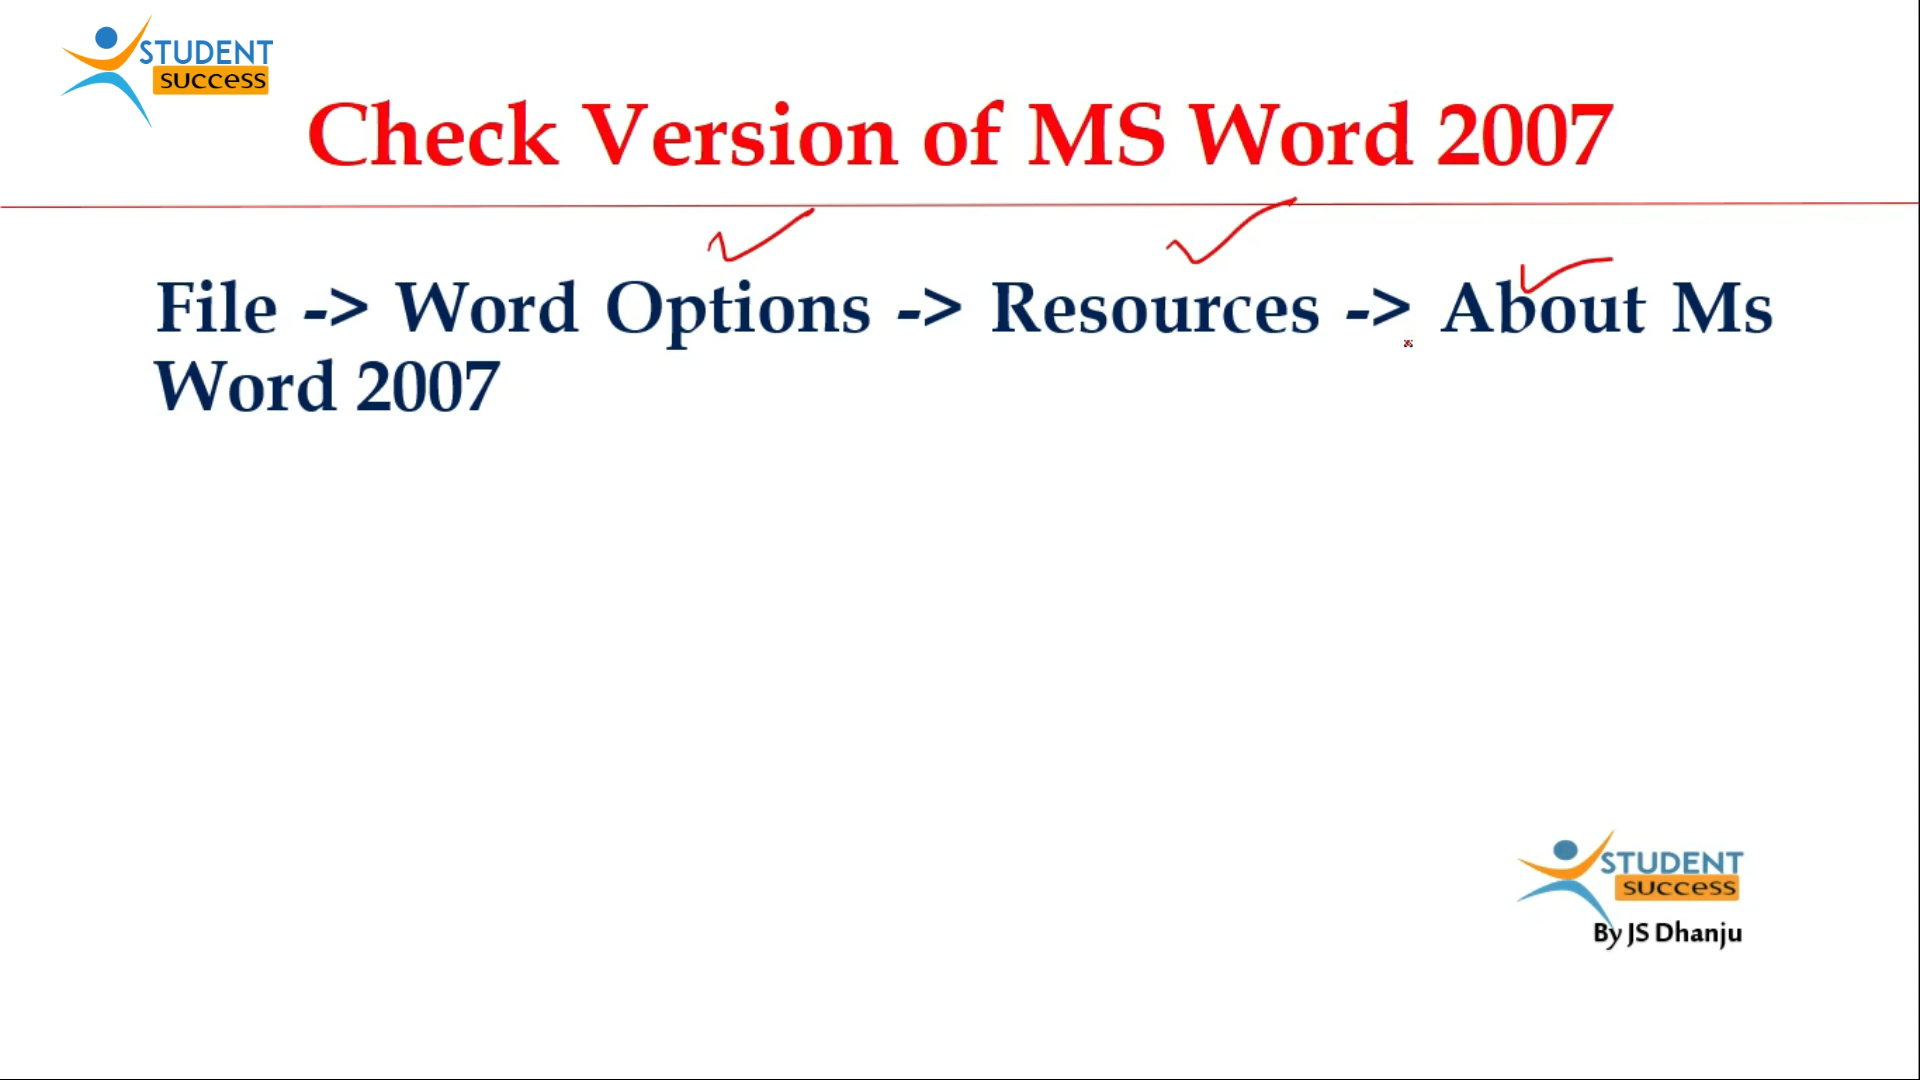 STUDENT
success
Check Version of MS Word 2007
File -> Word Options -> Resources -> About Ms
Word 2007
STUDENT
success
By JS Dhanju